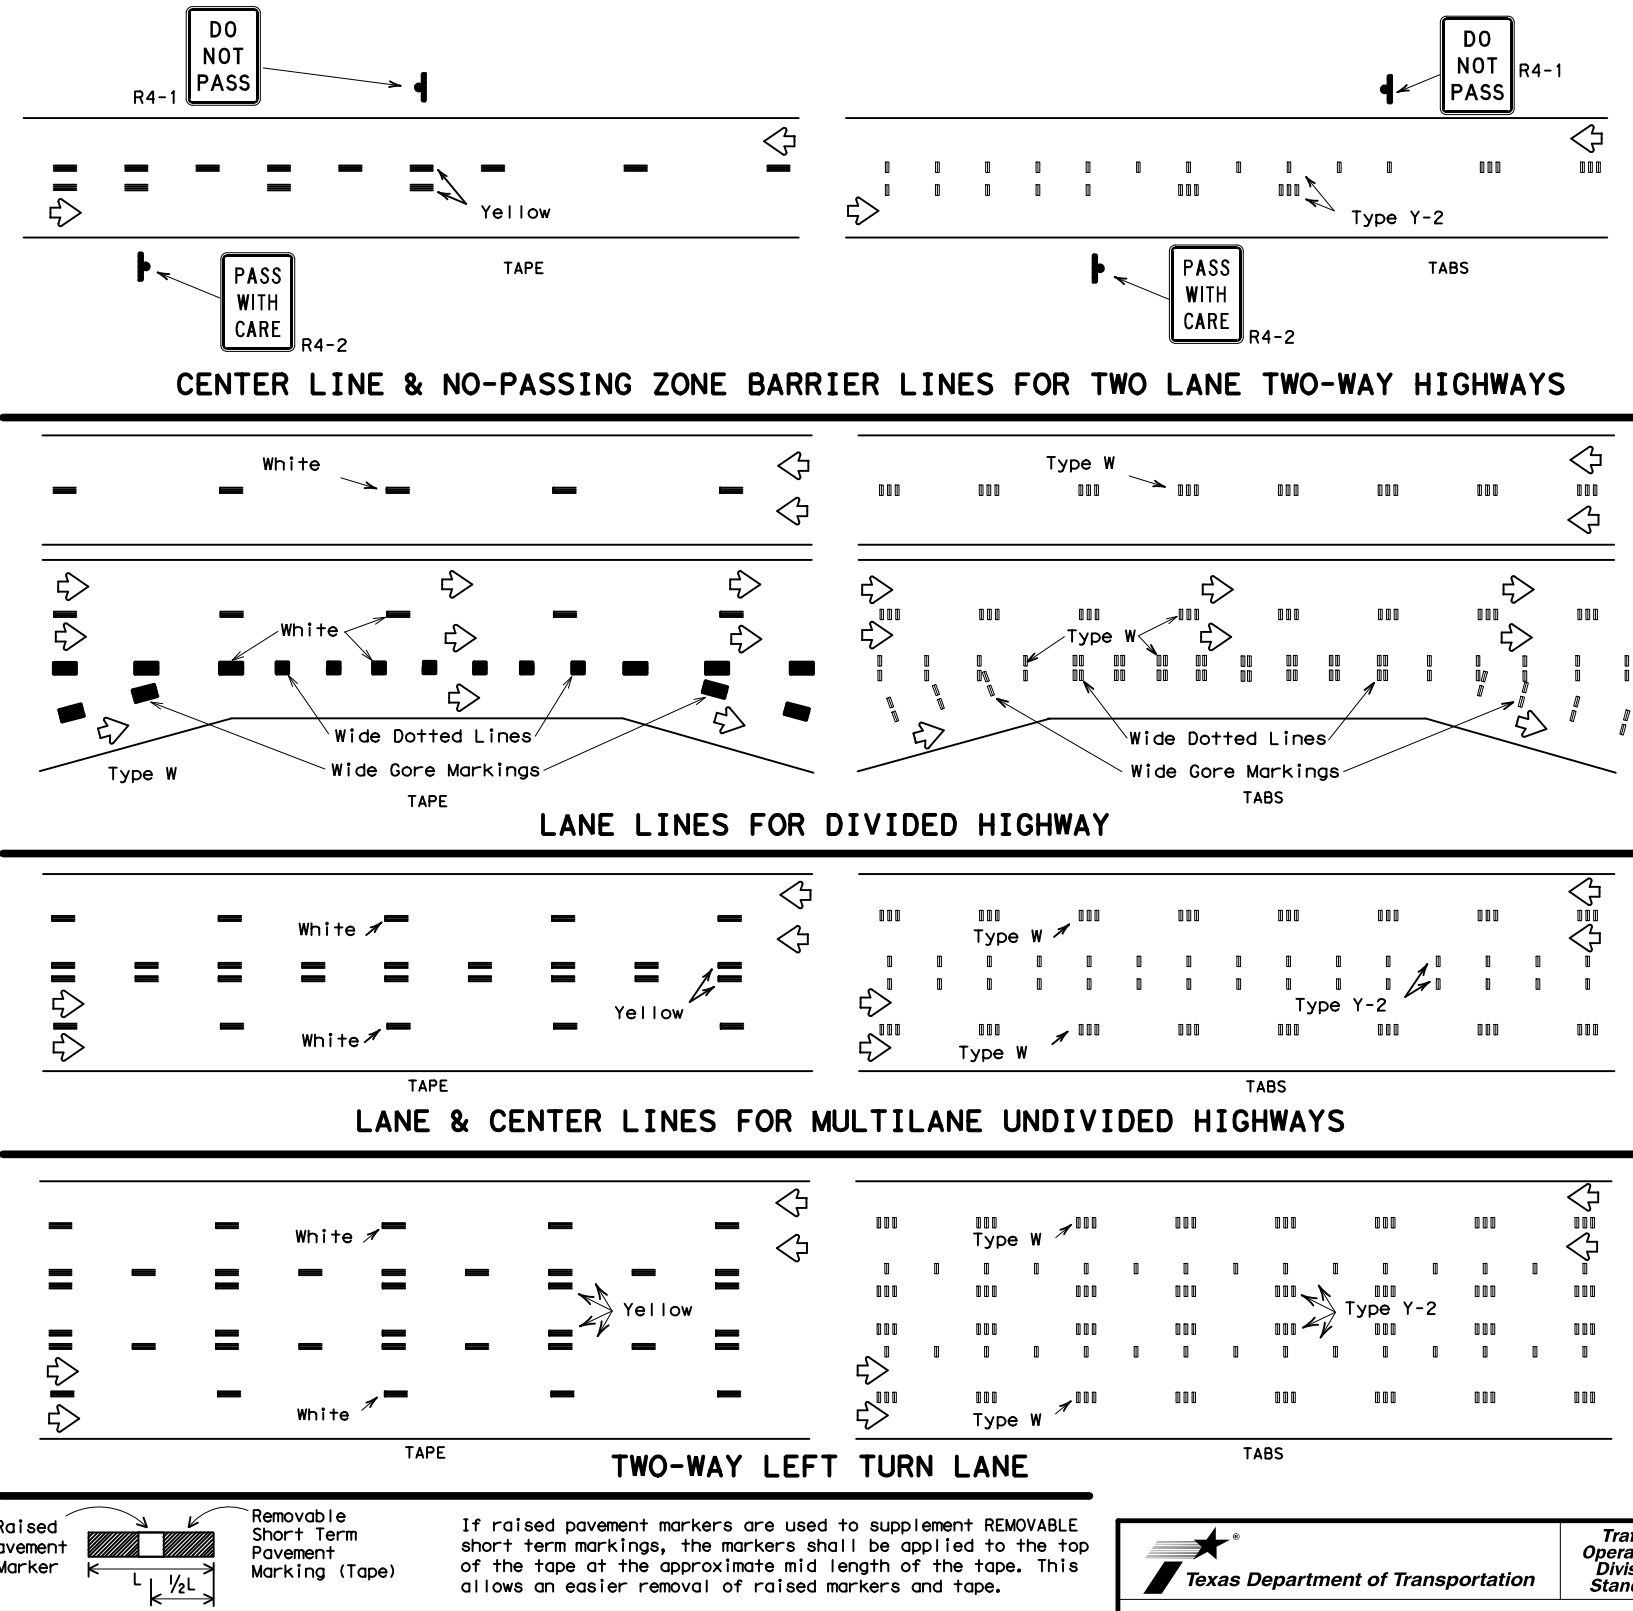 DO
NOT
PASS
R4-1
DO
NOT
PASS
R4-1
Yellow
Type Y-2
TAPE
TABS
PASS
WITH
CARE
R4-2
PASS
WITH
CARE
R4-2
CENTER LINE & NO-PASSING ZONE BARRIER LINES FOR TWO LANE TWO-WAY HIGHWAYS
White
Type W
White
Type W
Wide Dotted Lines
Wide Dotted Lines
Type W
Wide Gore Markings
Wide Gore Markings
TAPE
TABS
LANE LINES FOR DIVIDED HIGHWAY
White
Type W
Yellow
Type Y-2
White
Type W
TAPE
TABS
LANE & CENTER LINES FOR MULTILANE UNDIVIDED HIGHWAYS
White
Type W
Yellow
Type Y-2
White
Type W
TAPE
TABS
TWO-WAY LEFT TURN LANE
Raised
Pavement
Marker
L
½L
Removable
Short Term
Pavement
Marking (Tape)
If raised pavement markers are used to supplement REMOVABLE
short term markings, the markers shall be applied to the top
of the tape at the approximate mid length of the tape. This
allows an easier removal of raised markers and tape.
®
Texas Department of Transportation